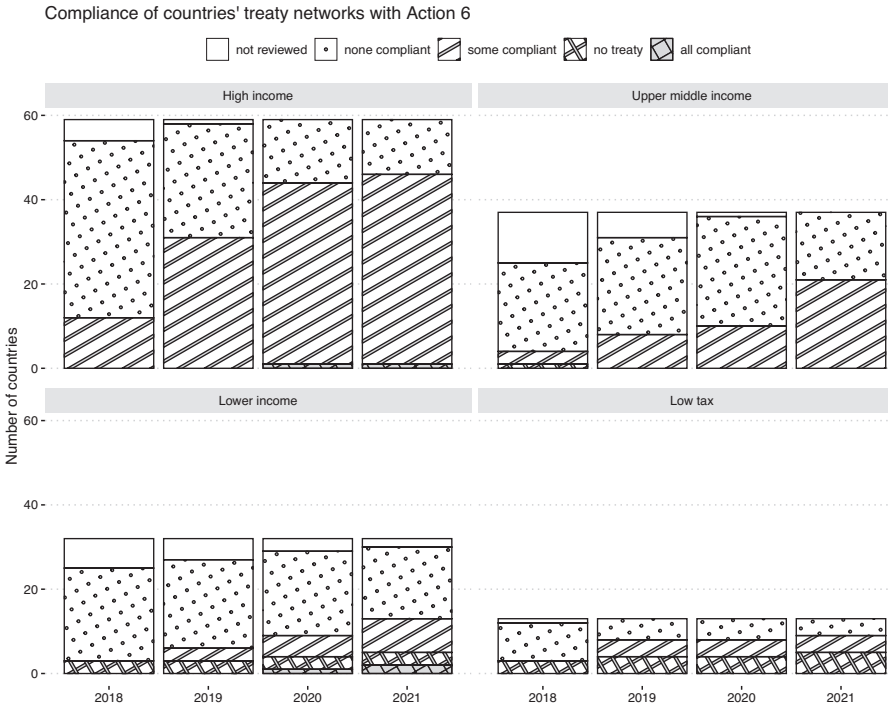 Compliance of countries' treaty networks with Action 6
not reviewed none compliant some compliant no treaty all compliant
High income Upper middle income
60
40
20
0
Number of countries
Lower income Low tax
60
40
20
0
2018 2019 2020 2021 2018 2019 2020 2021